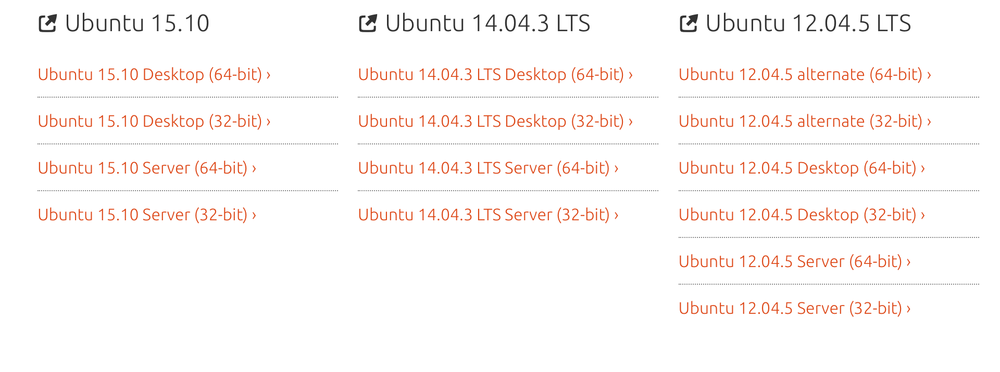 Ubuntu 15.10
Ubuntu 15.10 Desktop (64-bit) ›
Ubuntu 15.10 Desktop (32-bit) ›
Ubuntu 15.10 Server (64-bit) ›
Ubuntu 15.10 Server (32-bit) ›
Ubuntu 14.04.3 LTS
Ubuntu 14.04.3 LTS Desktop (64-bit) ›
Ubuntu 14.04.3 LTS Desktop (32-bit) ›
Ubuntu 14.04.3 LTS Server (64-bit) ›
Ubuntu 14.04.3 LTS Server (32-bit) ›
Ubuntu 12.04.5 LTS
Ubuntu 12.04.5 alternate (64-bit) ›
Ubuntu 12.04.5 alternate (32-bit) ›
Ubuntu 12.04.5 Desktop (64-bit) ›
Ubuntu 12.04.5 Desktop (32-bit) ›
Ubuntu 12.04.5 Server (64-bit) ›
Ubuntu 12.04.5 Server (32-bit) ›